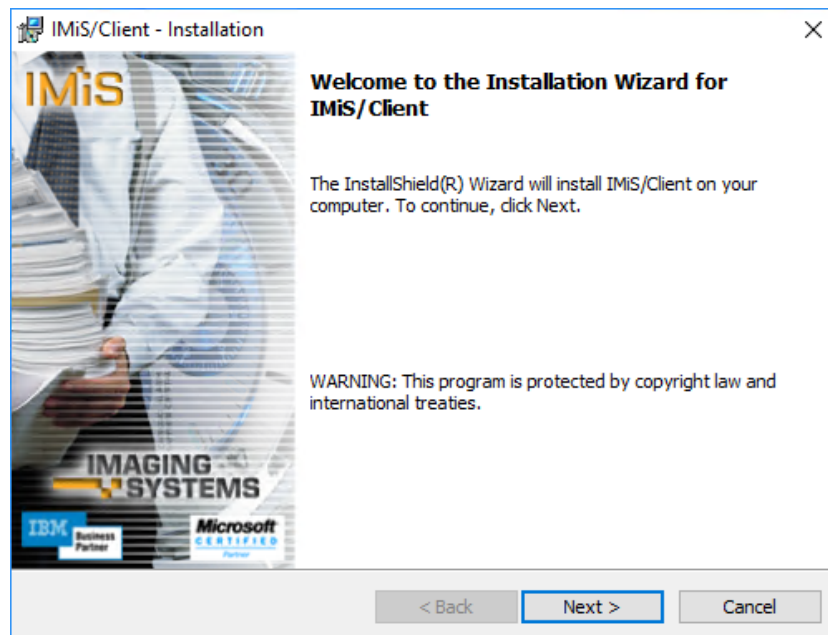 IMiS/Client - Installation
IMiS
Welcome to the Installation Wizard for
IMiS/Client
The InstallShield(R) Wizard will install IMiS/Client on your
computer. To continue, click Next.
WARNING: This program is protected by copyright law and
international treaties.
IMAGING
SYSTEMS
IBM
Business
Partner
Microsoft
CERTIFIED
Partner
< Back
Next >
Cancel